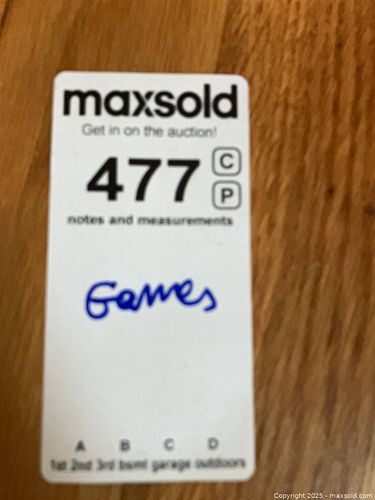 maxsold
Get in on the auction!
477 C
P
notes and measurements
Games
A B C D
1st 2nd 3rd bsmt garage outdoors
Copyright 2025 - maxsold.com